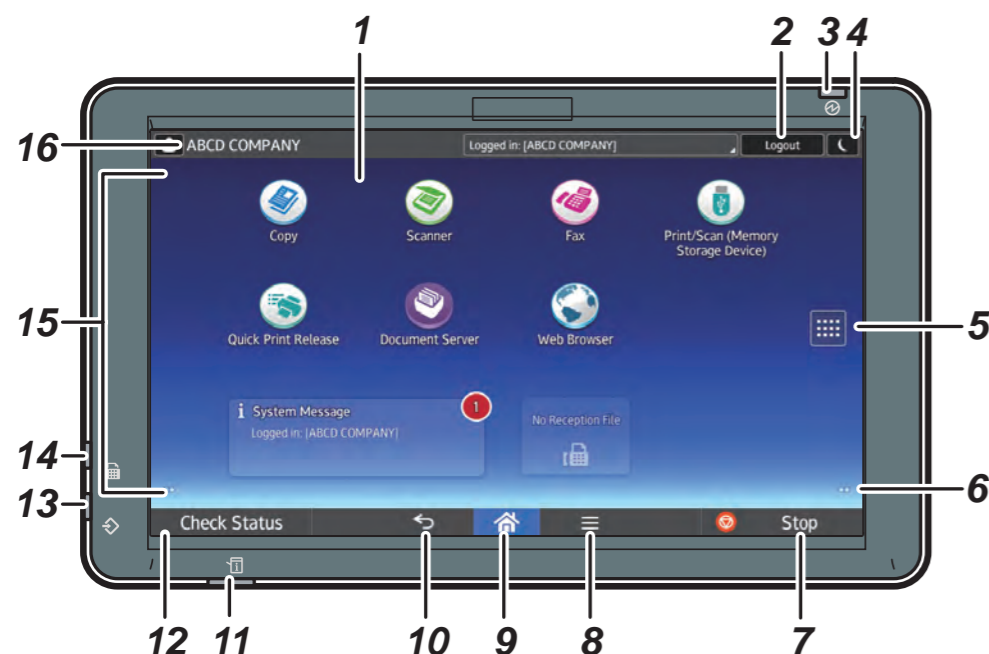 1
2
3
4
16
ABCD COMPANY
Logged in: [ABCD COMPANY]
Logout
Copy
Scanner
Fax
Print/Scan (Memory
Storage Device)
15
5
Quick Print Release
Document Server
Web Browser
i System Message
1
Logged in: [ABCD COMPANY]
No Reception File
14
13
6
Check Status
Stop
12
11
10
9
8
7